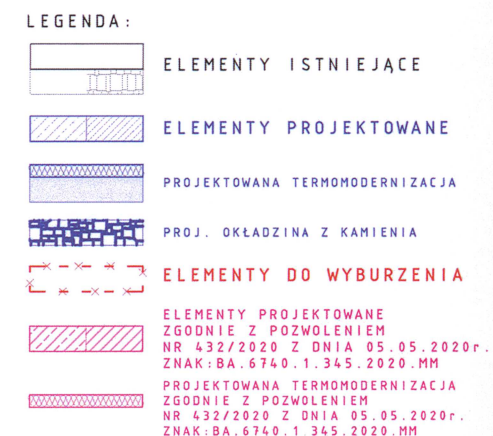 LEGENDA:
ELEMENTY ISTNIEJĄCE
ELEMENTY PROJEKTOWANE
PROJEKTOWANA TERMOMODERNIZACJA
PROJ. OKŁADZINA Z KAMIENIA
ELEMENTY DO WYBURZENIA
ELEMENTY PROJEKTOWANE
ZGODNIE Z POZWOLENIEM
NR 432/2020 Z DNIA 05.05.2020r.
ZNAK:BA.6740.1.345.2020.MM
PROJEKTOWANA TERMOMODERNIZACJA
ZGODNIE Z POZWOLENIEM
NR 432/2020 Z DNIA 05.05.2020r.
ZNAK:BA.6740.1.345.2020.MM